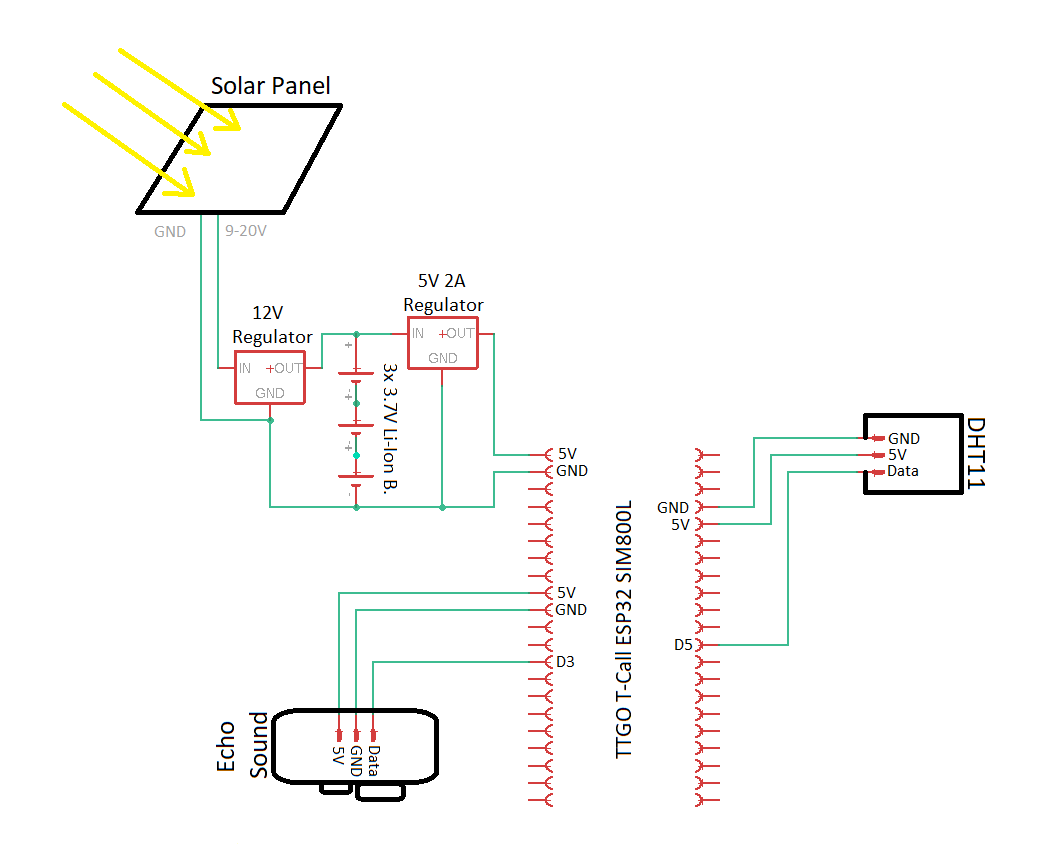 Solar Panel
GND
9-20V
12V
Regulator
IN
+OUT
GND
5V 2A
Regulator
IN
+OUT
GND
+
-
+
-
+
-
3x 3.7V Li-Ion B.
5V
GND
5V
GND
D3
TTGO T-Call ESP32 SIM800L
GND
5V
D5
GND
5V
Data
DHT11
Echo
Sound
5V
GND
Data